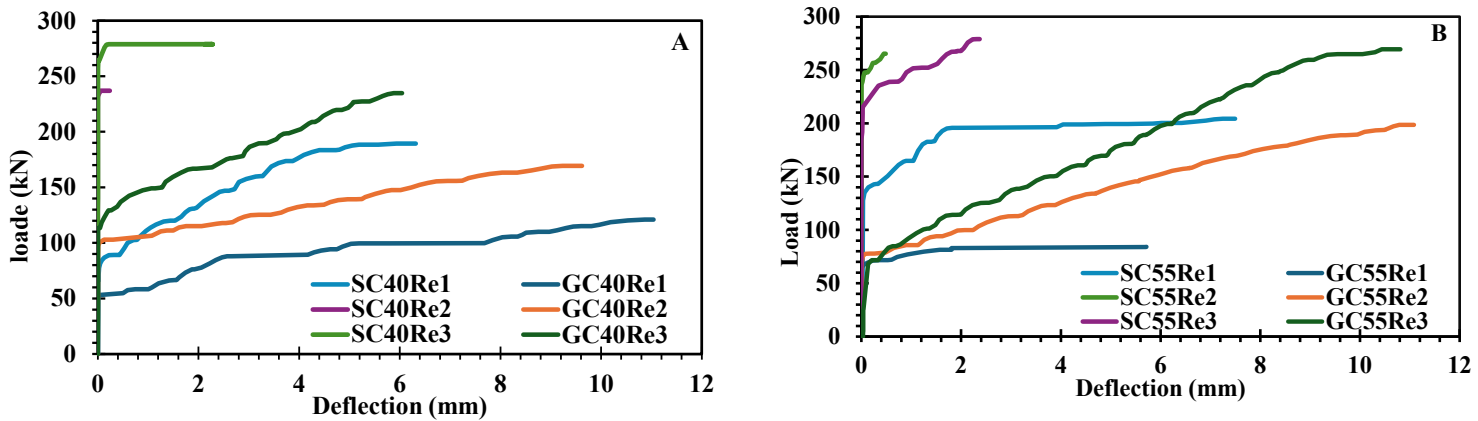 A
300
250
200
150
100
50
0
loade (kN)
SC40Re1 GC40Re1
SC40Re2 GC40Re2
SC40Re3 GC40Re3
0 2 4 6 8 10 12
Deflection (mm)
B
300
250
200
150
100
50
0
Load (kN)
SC55Re1 GC55Re1
SC55Re2 GC55Re2
SC55Re3 GC55Re3
0 2 4 6 8 10 12
Deflection (mm)